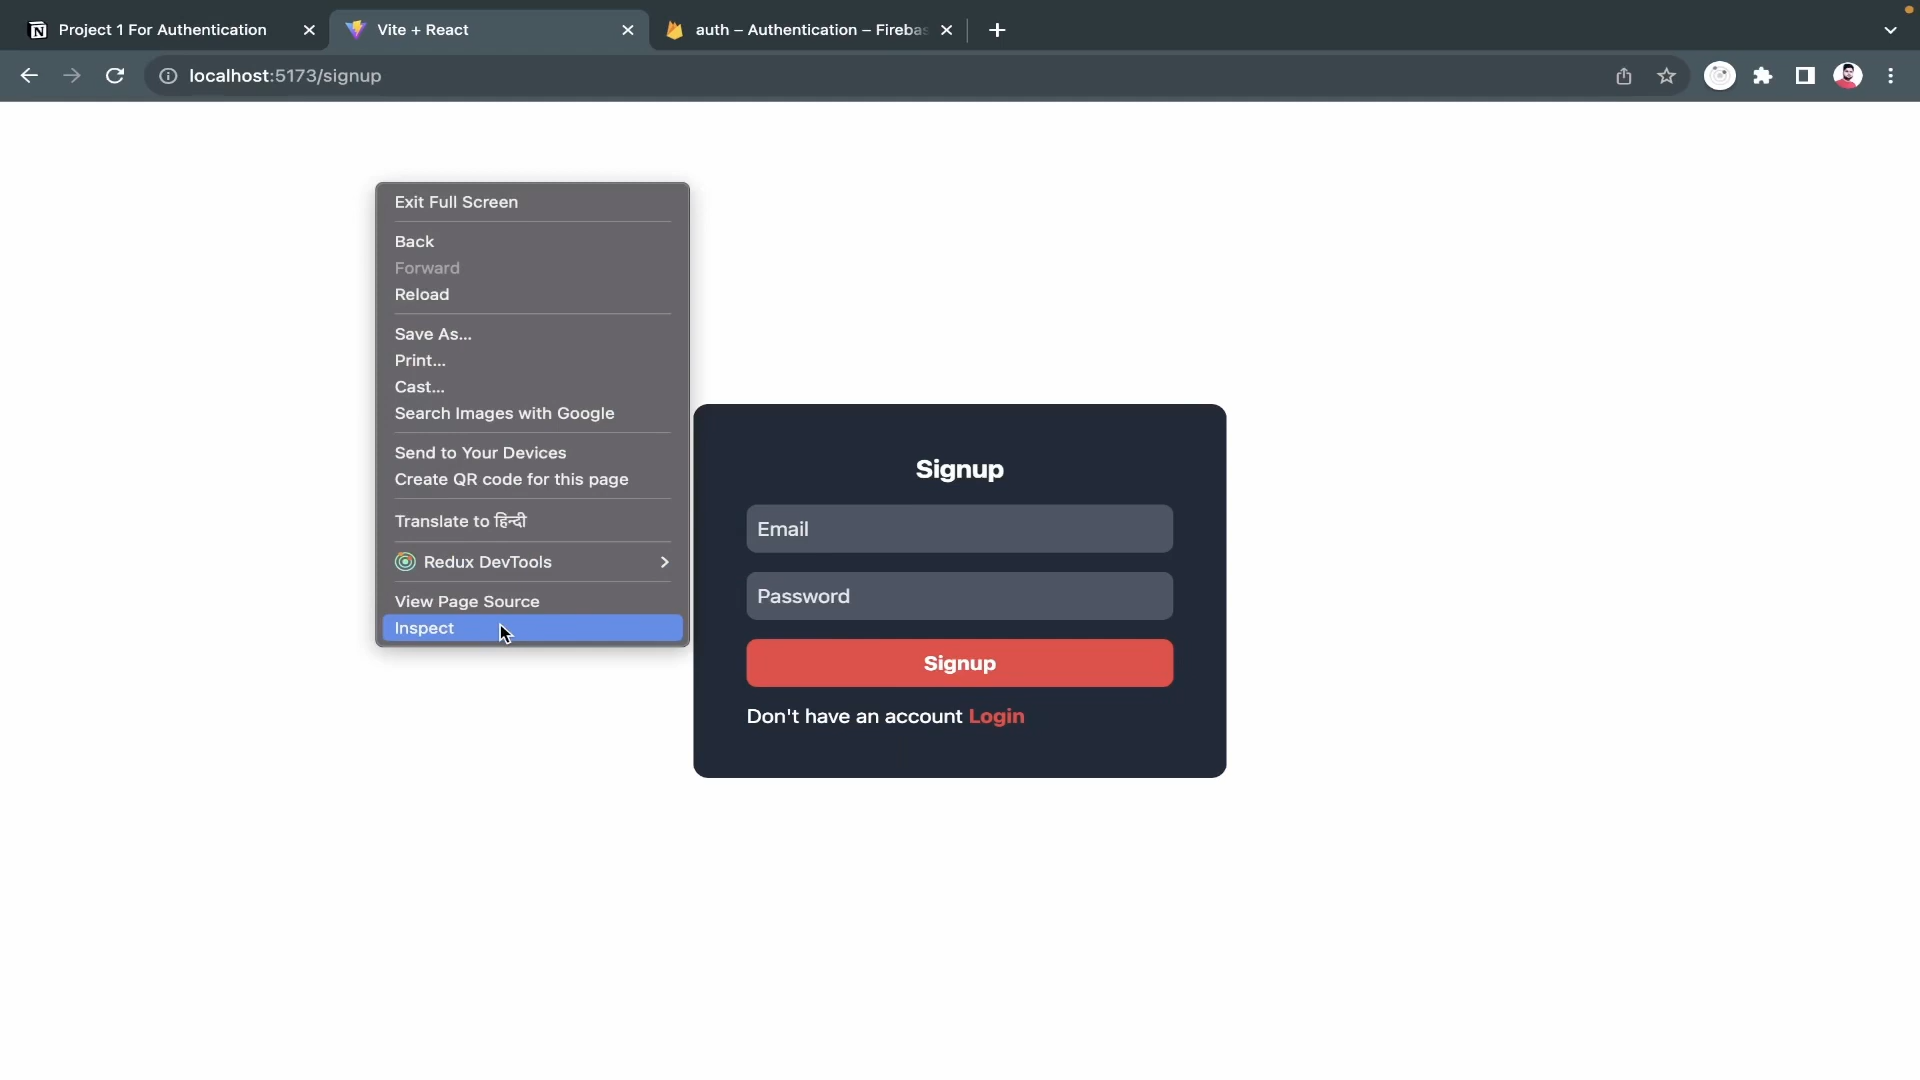 Project 1 For Authentication
Vite + React
auth – Authentication – Firebas
localhost:5173/signup
Exit Full Screen
Back
Forward
Reload
Save As...
Print...
Cast...
Search Images with Google
Send to Your Devices
Create QR code for this page
Translate to हिन्दी
Redux DevTools
View Page Source
Inspect
Signup
Email
Password
Signup
Don't have an account Login